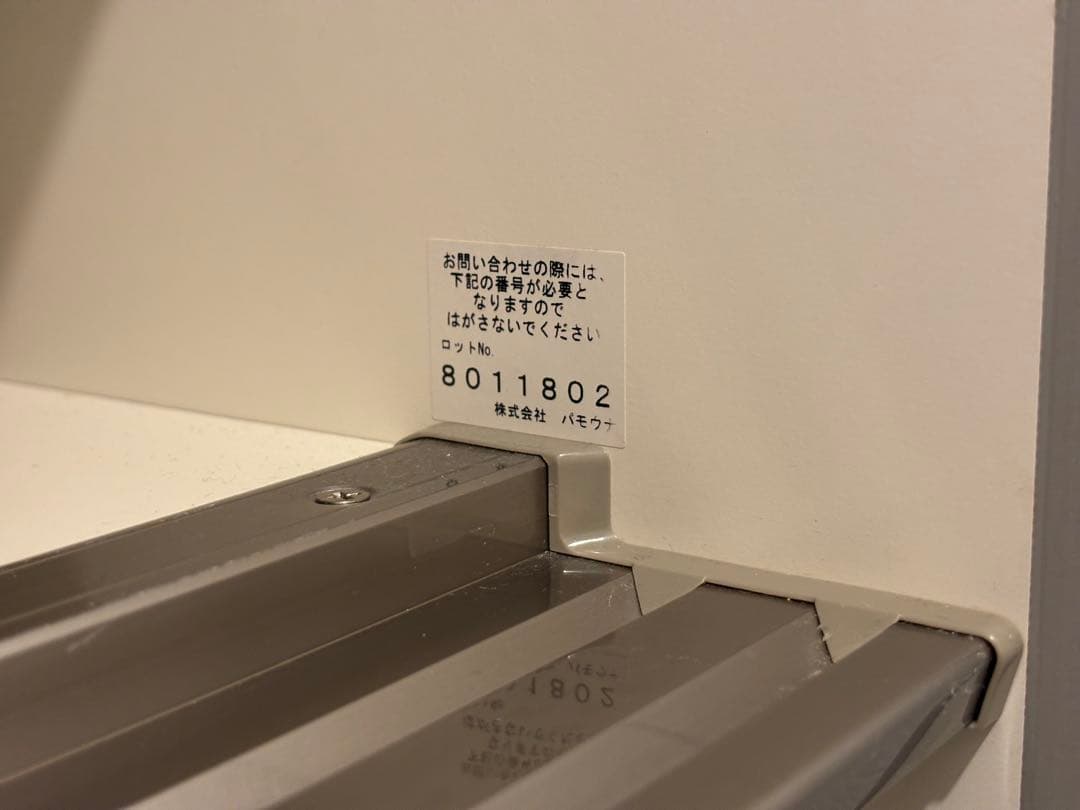 お問い合わせの際には、
下記の番号が必要と
なりますので
はがさないでください
ロットNo.
8011802
株式会社 パモウナ